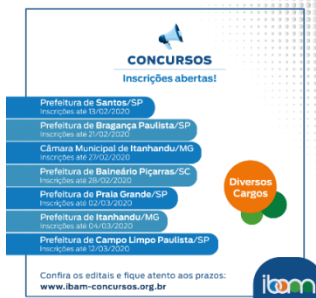 CONCURSOS
Inscrições abertas!
Prefeitura de Santos/SP
Inscrições até 13/02/2020
Prefeitura de Bragança Paulista/SP
Inscrições até 21/02/2020
Câmara Municipal de Itanhandu/MG
Inscrições até 27/02/2020
Prefeitura de Balneário Piçarras/SC
Inscrições até 28/02/2020
Prefeitura de Praia Grande/SP
Inscrições até 02/03/2020
Prefeitura de Itanhandu/MG
Inscrições até 04/03/2020
Prefeitura de Campo Limpo Paulista/SP
Inscrições até 12/03/2020
Diversos
Cargos
Confira os editais e fique atento aos prazos:
www.ibam-concursos.org.br
ibam